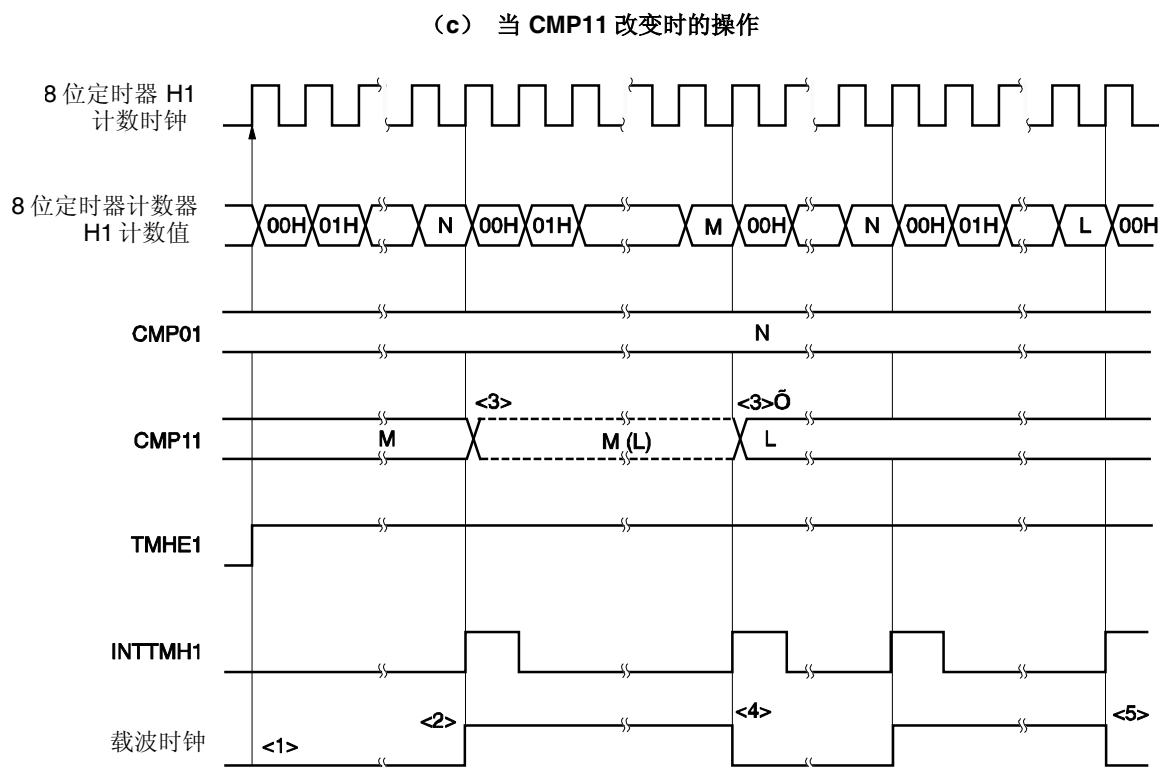 （c） 当 CMP11 改变时的操作
8 位定时器 H1
计数时钟
8 位定时器计数器
H1 计数值
00H 01H N 00H 01H M 00H N 00H 01H L 00H
CMP01
N
<3> <3>Õ
CMP11
M M (L) L
TMHE1
INTTMH1
<2> <4> <5>
载波时钟
<1>